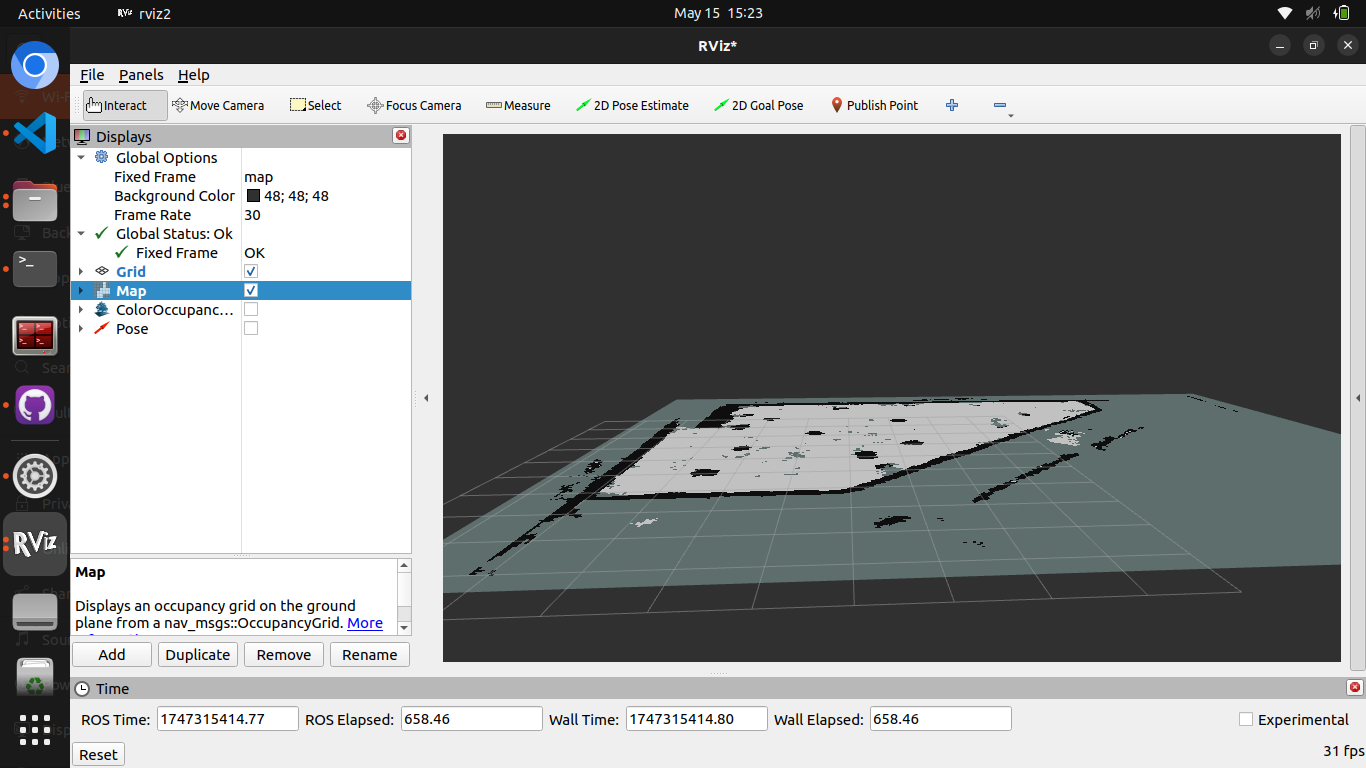 Activities rviz2 May 15 15:23
RViz*
File Panels Help
Interact Move Camera Select Focus Camera Measure 2D Pose Estimate 2D Goal Pose Publish Point
Displays
Global Options
Fixed Frame map
Background Color 48; 48; 48
Frame Rate 30
Global Status: Ok
Fixed Frame OK
Grid
Map
ColorOccupanc...
Pose
RViz
Map
Displays an occupancy grid on the ground
plane from a nav_msgs::OccupancyGrid. More
Add Duplicate Remove Rename
Time
ROS Time: 1747315414.77 ROS Elapsed: 658.46 Wall Time: 1747315414.80 Wall Elapsed: 658.46 Experimental
Reset 31 fps